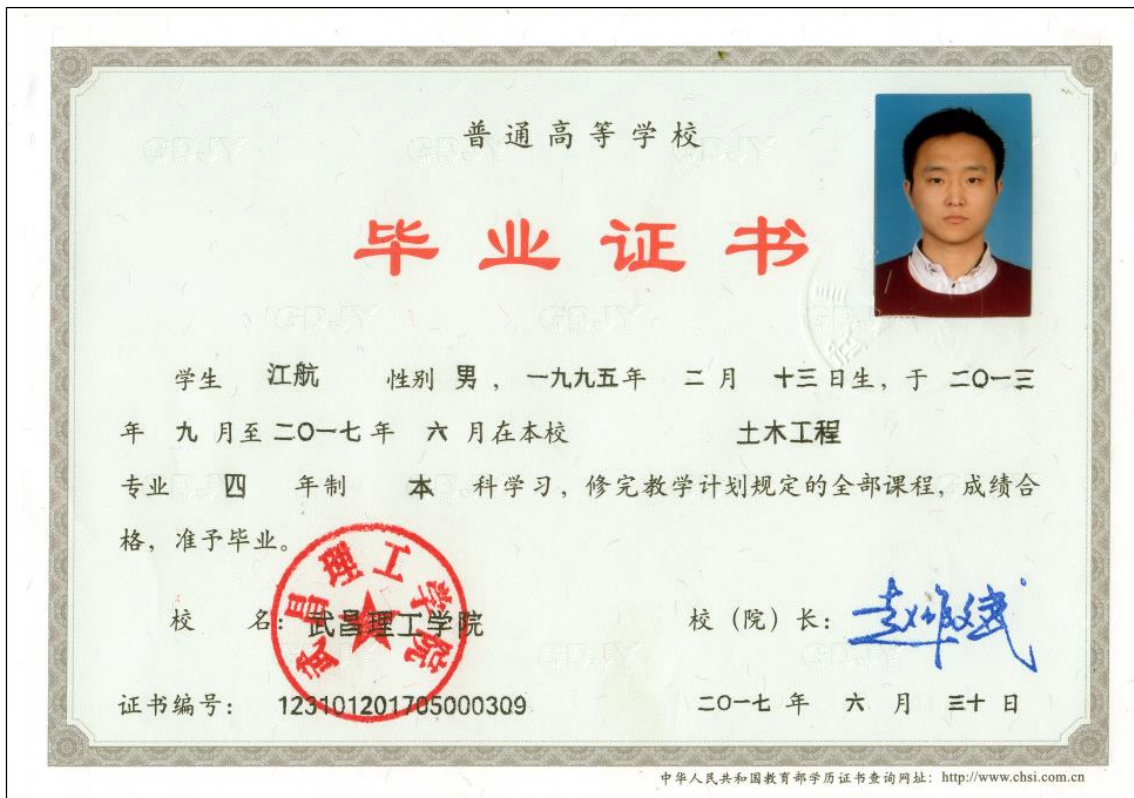 普通高等学校
毕业证书
学生 江航 性别 男 ，一九九五年 二 月 十三 日生，于 二〇一三
年 九 月至 二〇一七 年 六 月在本校 土木工程
专业 四 年制 本 科学习，修完教学计划规定的全部课程，成绩合
格，准予毕业。
武昌理工学院
校 名：武昌理工学院 校（院）长：
证书编号： 123101201705000309 二〇一七 年 六 月 三十 日
中华人民共和国教育部学历证书查询网址：http://www.chsi.com.cn